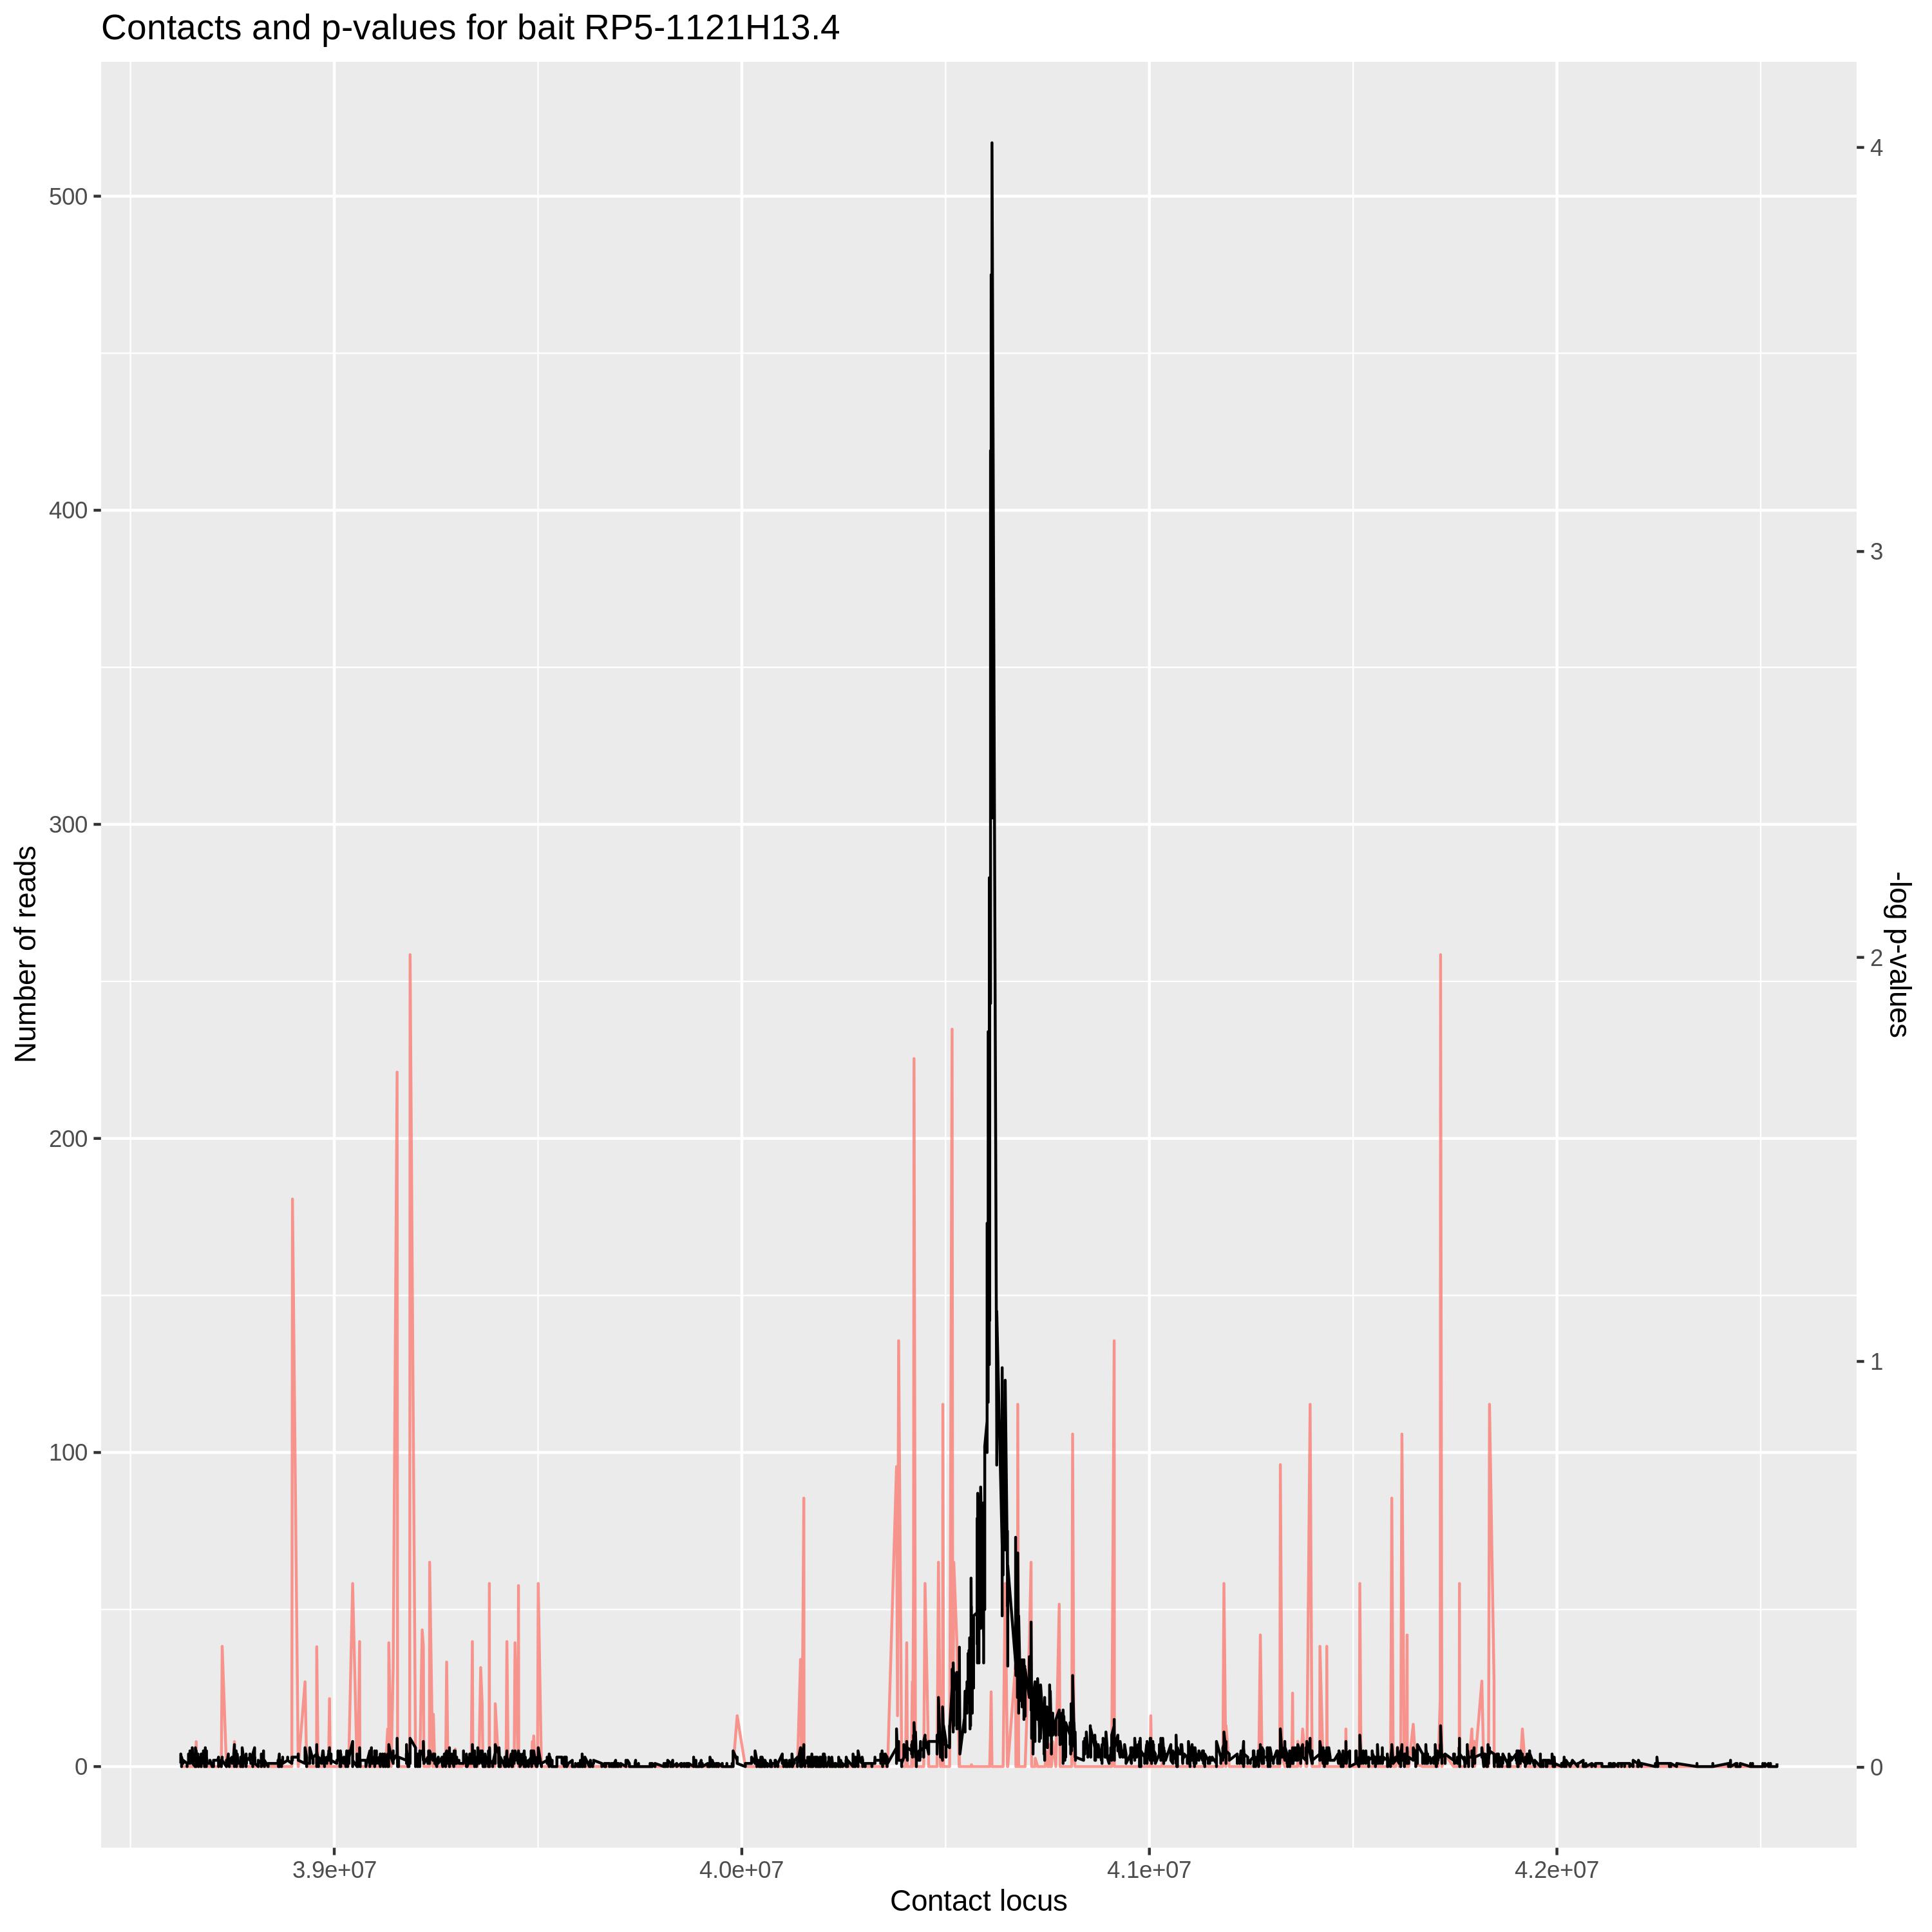 Contacts and p-values for bait RP5-1121H13.4
500
400
300
200
100
0
Number of reads
4
3
2
1
0
-log p-values
3.9e+07
4.0e+07
4.1e+07
4.2e+07
Contact locus